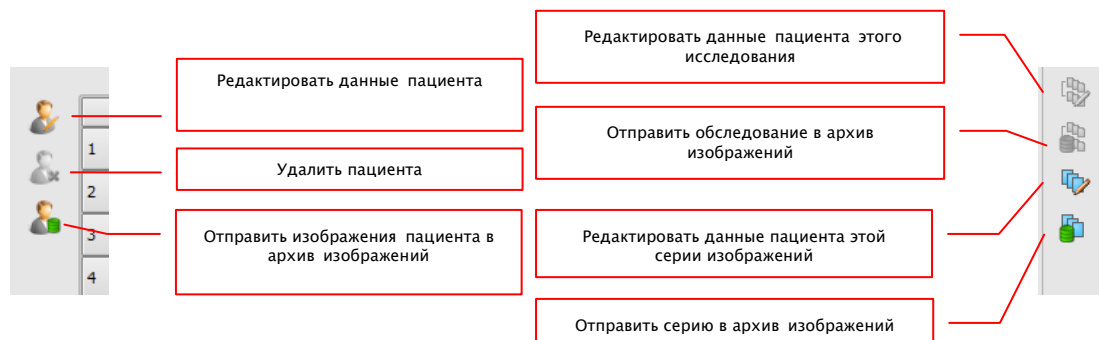 Редактировать данные пациента
Удалить пациента
Отправить изображения пациента в
архив изображений
1
2
3
4
Редактировать данные пациента этого
исследования
Отправить обследование в архив
изображений
Редактировать данные пациента этой
серии изображений
Отправить серию в архив изображений